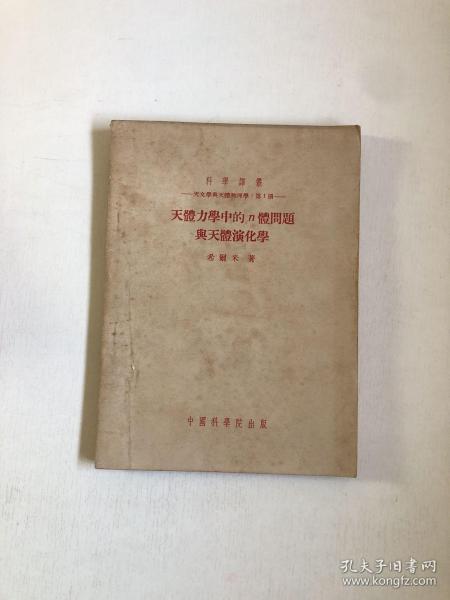 科學譯叢
——天文學與天體物理學：第1種——
天體力學中的n體問題
與天體演化學
希爾米 著
中國科學院出版
孔夫子旧书网
www.kongfz.com